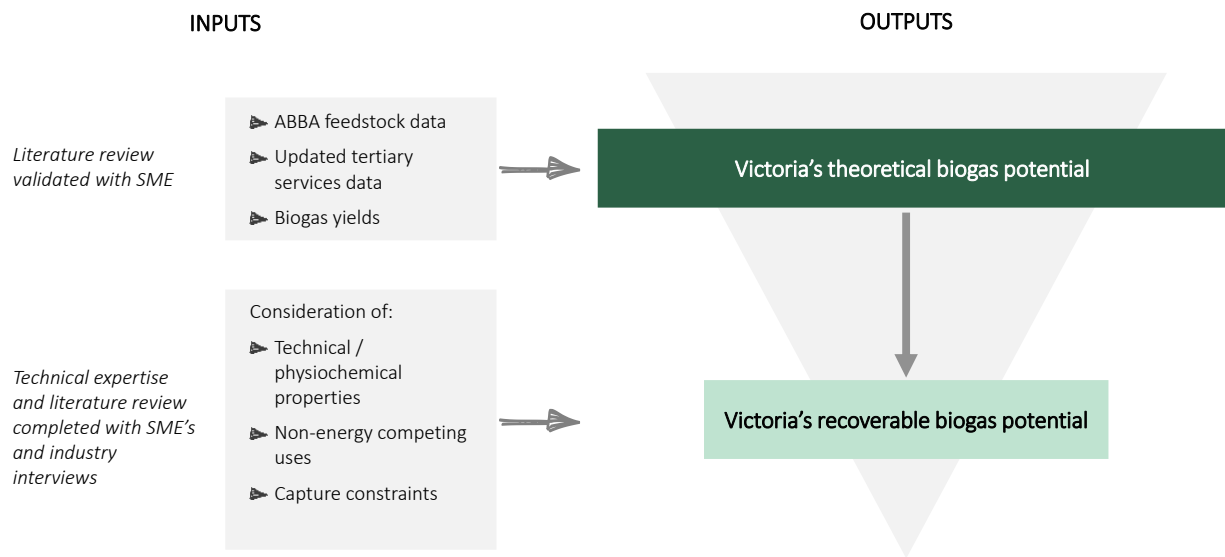 INPUTS
OUTPUTS
Literature review
validated with SME
ABBA feedstock data
Updated tertiary
services data
Biogas yields
Victoria's theoretical biogas potential
Technical expertise
and literature review
completed with SME's
and industry
interviews
Consideration of:
Technical /
physiochemical
properties
Non-energy competing
uses
Capture constraints
Victoria's recoverable biogas potential